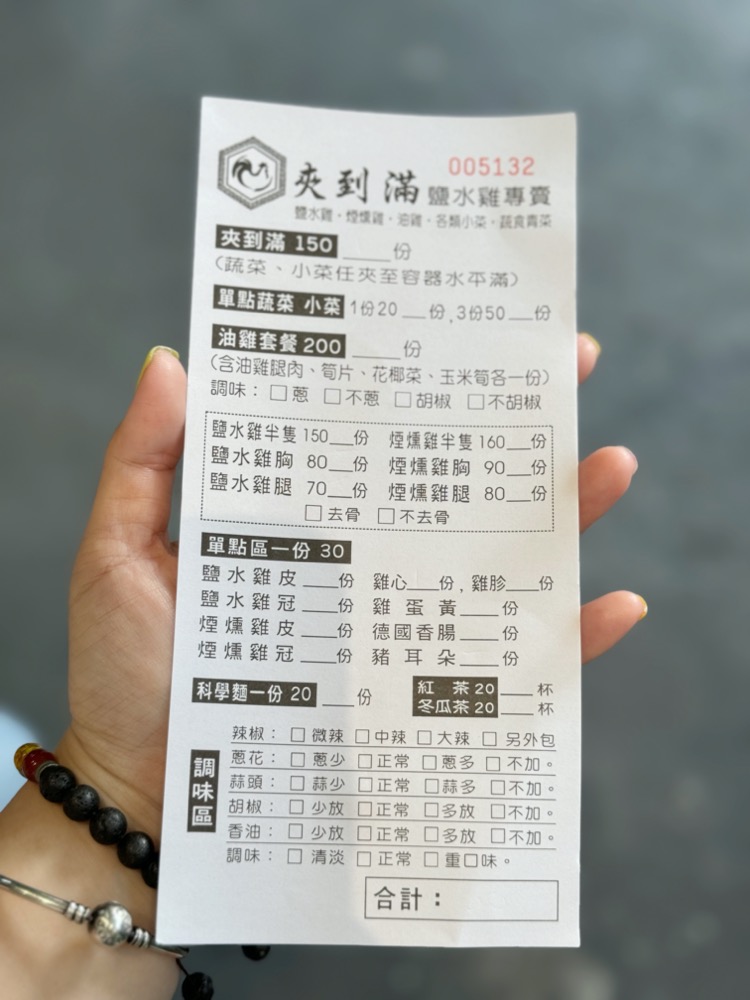 005132
夾到滿 鹽水雞專賣
鹽水雞・煙燻雞・油雞・各類小菜・蔬食青菜
夾到滿 150 ____份
(蔬菜、小菜任夾至容器水平滿)
單點蔬菜 小菜 1份20 __份,3份50 __份
油雞套餐 200 ____份
(含油雞腿肉、筍片、花椰菜、玉米筍各一份)
調味：□蔥 □不蔥 □胡椒 □不胡椒
鹽水雞半隻 150__份 煙燻雞半隻 160__份
鹽水雞胸 80__份 煙燻雞胸 90__份
鹽水雞腿 70__份 煙燻雞腿 80__份
□去骨 □不去骨
單點區一份 30
鹽水雞皮 ___份 雞心___份,雞胗___份
鹽水雞冠 ___份 雞蛋黃___份
煙燻雞皮 ___份 德國香腸___份
煙燻雞冠 ___份 豬耳朵___份
科學麵一份 20 ___份 紅茶20 ___杯
冬瓜茶20 ___杯
調味區
辣椒：□微辣 □中辣 □大辣 □另外包
蔥花：□蔥少 □正常 □蔥多 □不加。
蒜頭：□蒜少 □正常 □蒜多 □不加。
胡椒：□少放 □正常 □多放 □不加。
香油：□少放 □正常 □多放 □不加。
調味：□清淡 □正常 □重口味。
合計：